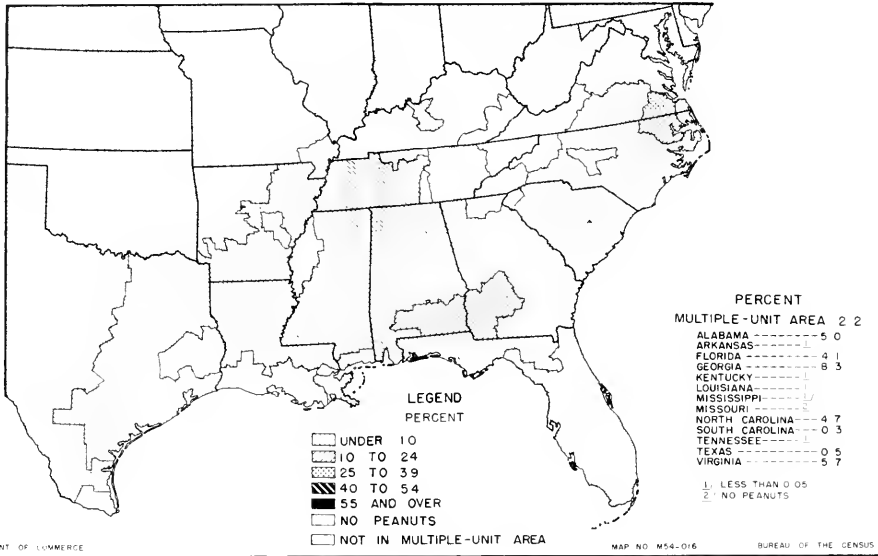 PERCENT
MULTIPLE-UNIT AREA 2 2
ALABAMA ------------ 5 0
ARKANSAS ---------- 1
FLORIDA ------------ 4 1
GEORGIA ------------ 8 3
KENTUCKY ---------- 1
LOUISIANA ---------- 1
MISSISSIPPI ---------- 1/
MISSOURI ----------
NORTH CAROLINA --- 4 7
SOUTH CAROLINA --- 0 3
TENNESSEE ------- 1
TEXAS ------------ 0 5
VIRGINIA ---------- 5 7
1/ LESS THAN 0 05
2/ NO PEANUTS
LEGEND
PERCENT
UNDER 10
10 TO 24
25 TO 39
40 TO 54
55 AND OVER
NO PEANUTS
NOT IN MULTIPLE-UNIT AREA
NT OF COMMERCE
MAP NO M54-016
BUREAU OF THE CENSUS